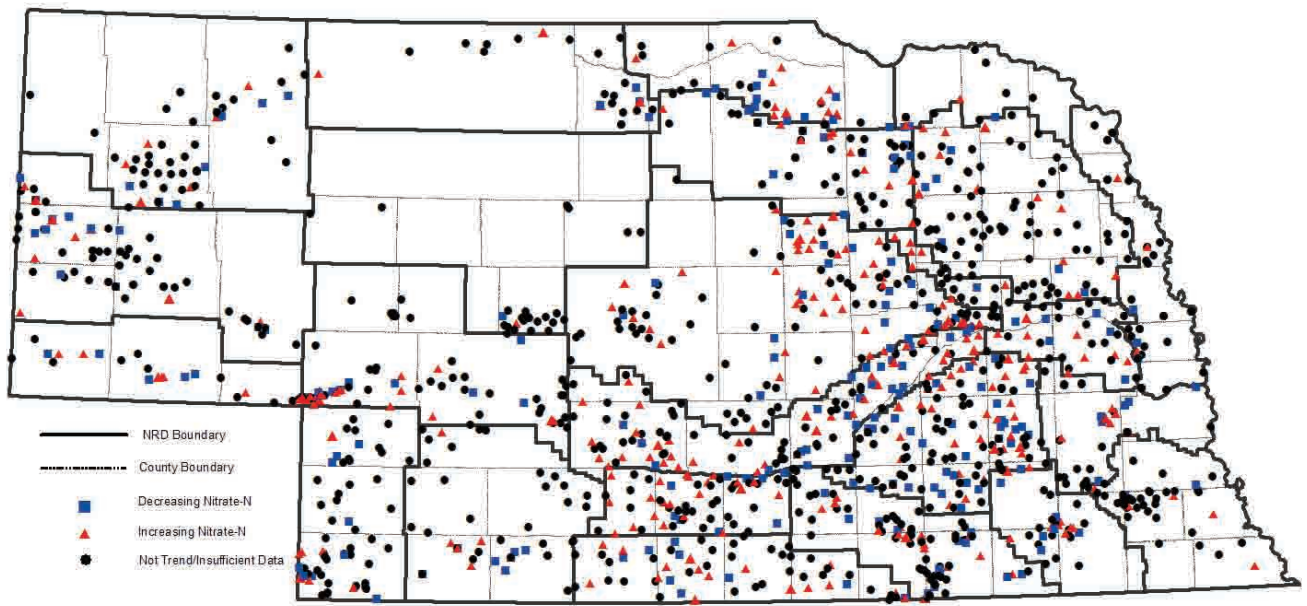 NRD Boundary
County Boundary
Decreasing Nitrate-N
Increasing Nitrate-N
Not Trend/Insufficient Data